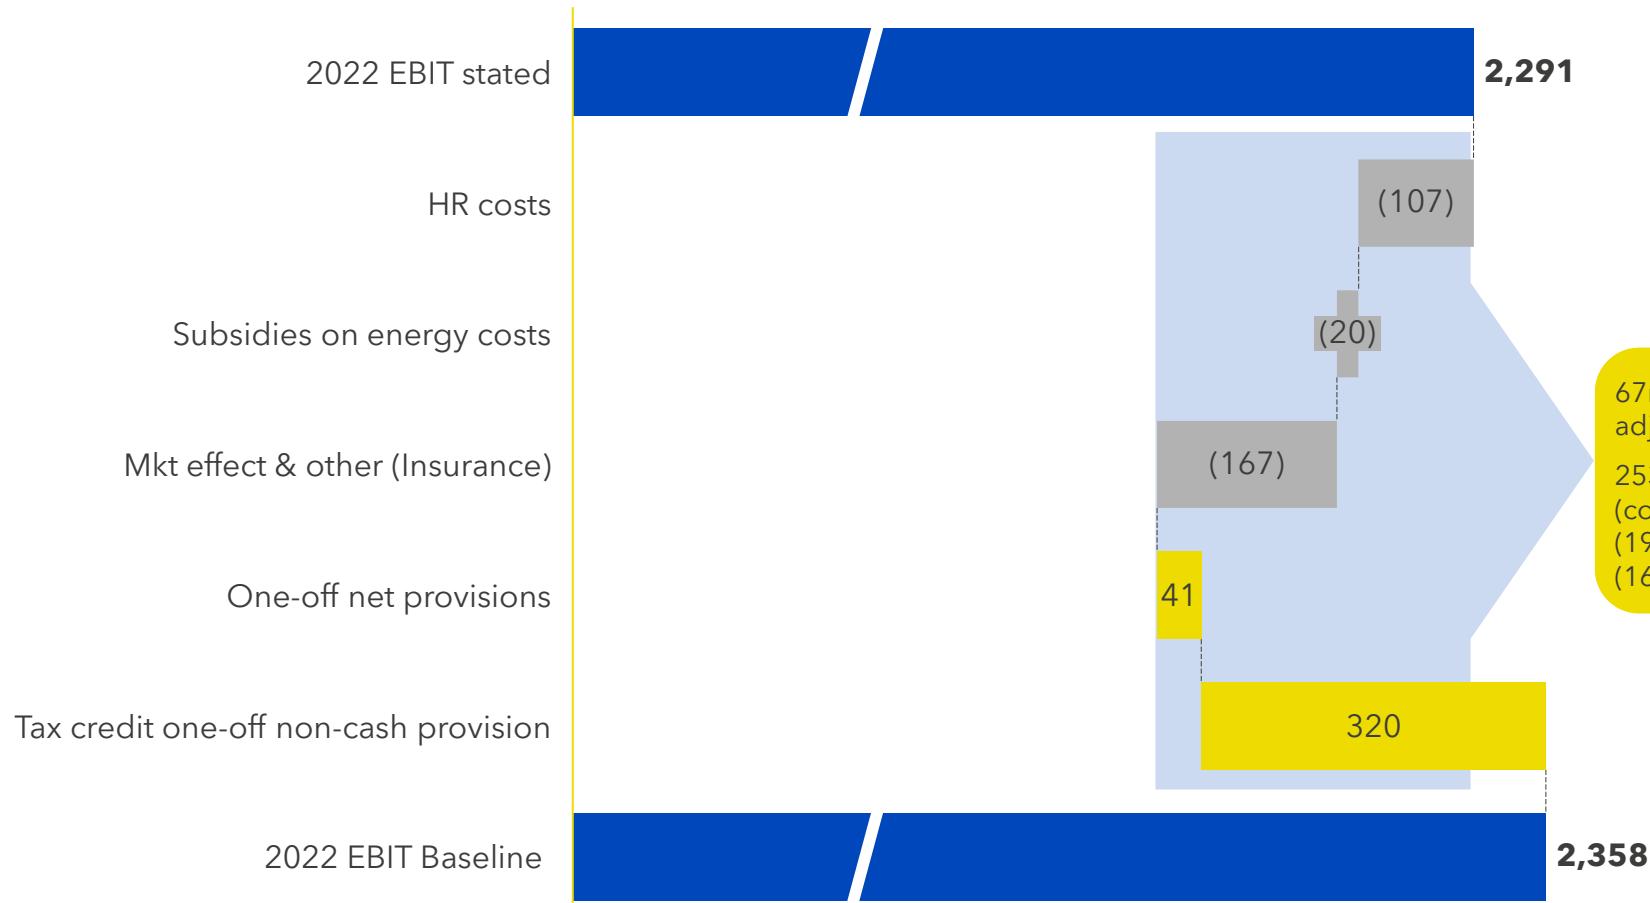 2022 EBIT stated
2,291
HR costs
(107)
Subsidies on energy costs
(20)
Mkt effect & other (Insurance)
(167)
One-off net provisions
41
Tax credit one-off non-cash provision
320
2022 EBIT Baseline
2,358